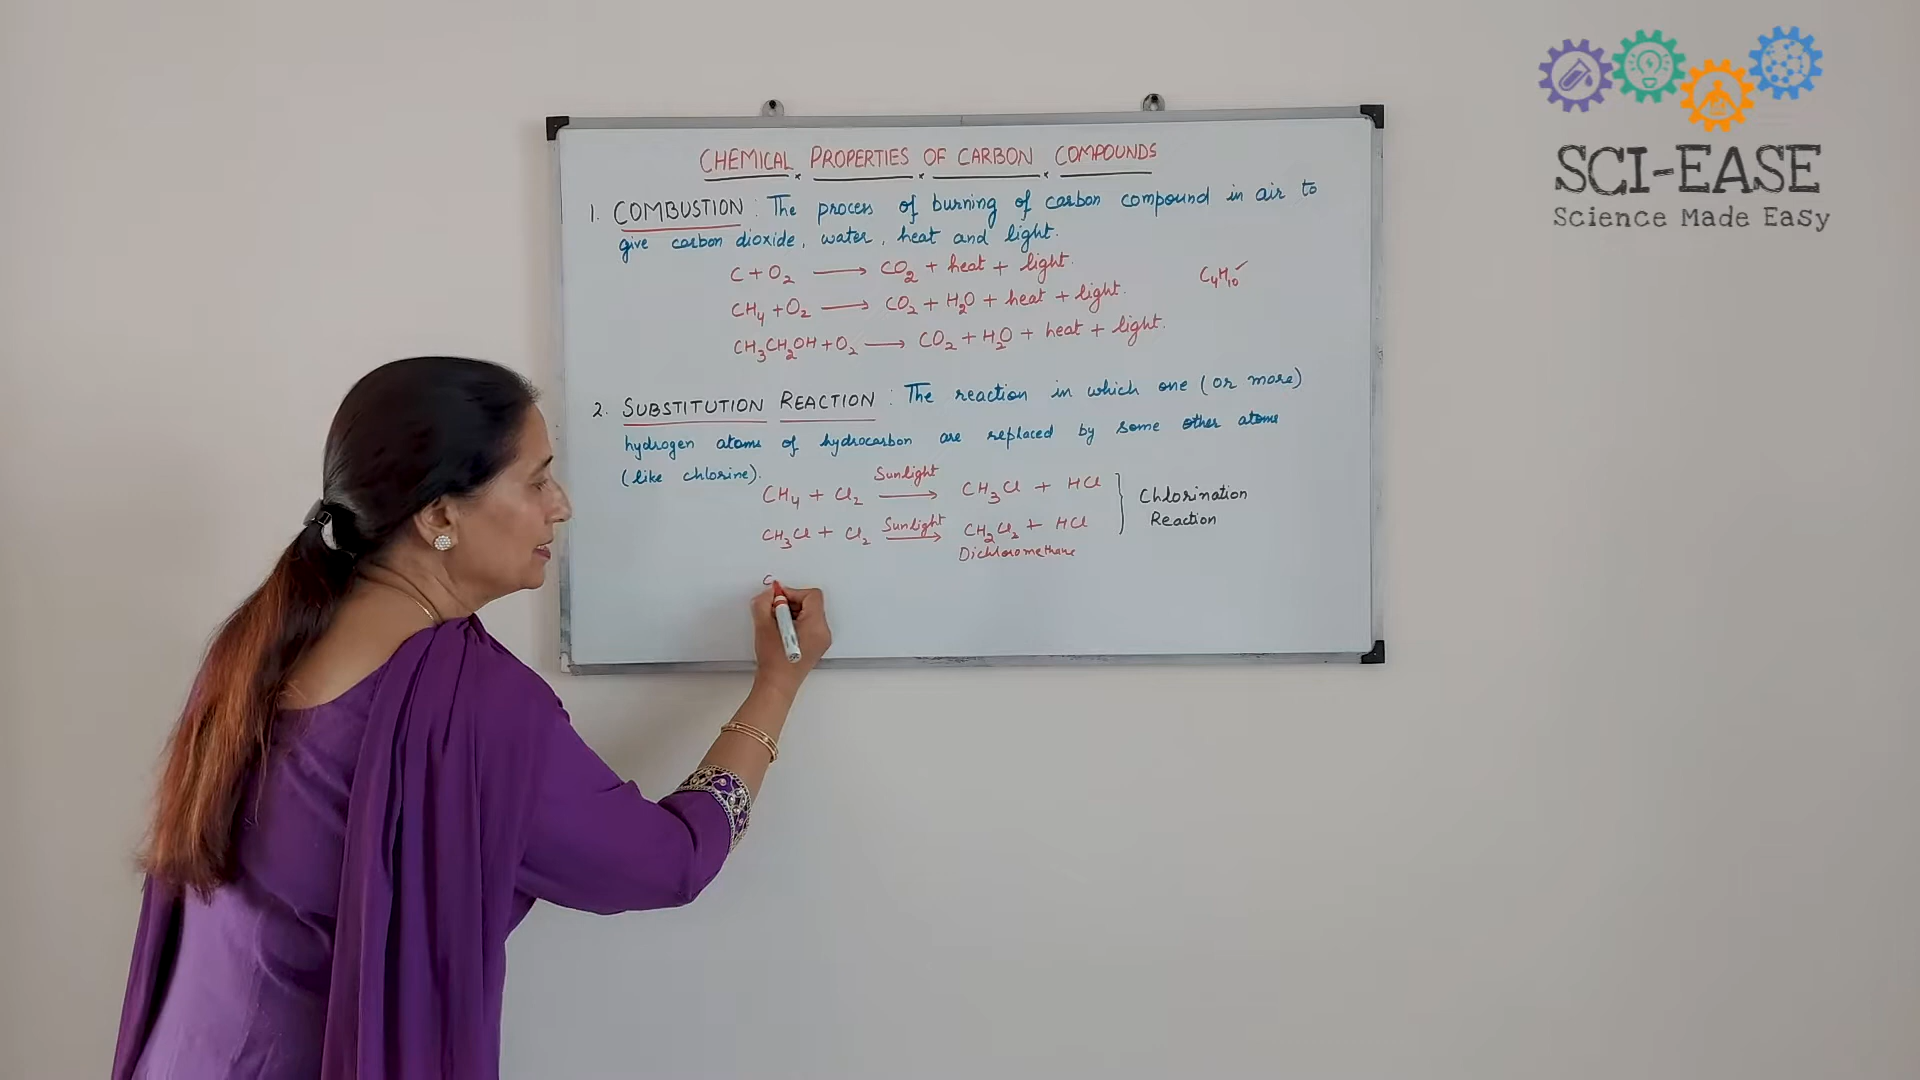 SCI-EASE
Science Made Easy
CHEMICAL PROPERTIES OF CARBON COMPOUNDS
1. COMBUSTION : The process of burning of carbon compound in air to
give carbon dioxide, water, heat and light.
C + O₂ ⟶ CO₂ + heat + light.
C₄H₁₀ ✓
CH₄ + O₂ ⟶ CO₂ + H₂O + heat + light.
CH₃CH₂OH + O₂ ⟶ CO₂ + H₂O + heat + light.
2. SUBSTITUTION REACTION : The reaction in which one (or more)
hydrogen atoms of hydrocarbon are replaced by some other atoms
(like chlorine).
Sunlight
CH₄ + Cl₂ ⟶ CH₃Cl + HCl
Chlorination
Reaction
Sunlight
CH₃Cl + Cl₂ ⟶ CH₂Cl₂ + HCl
Dichloromethane
C